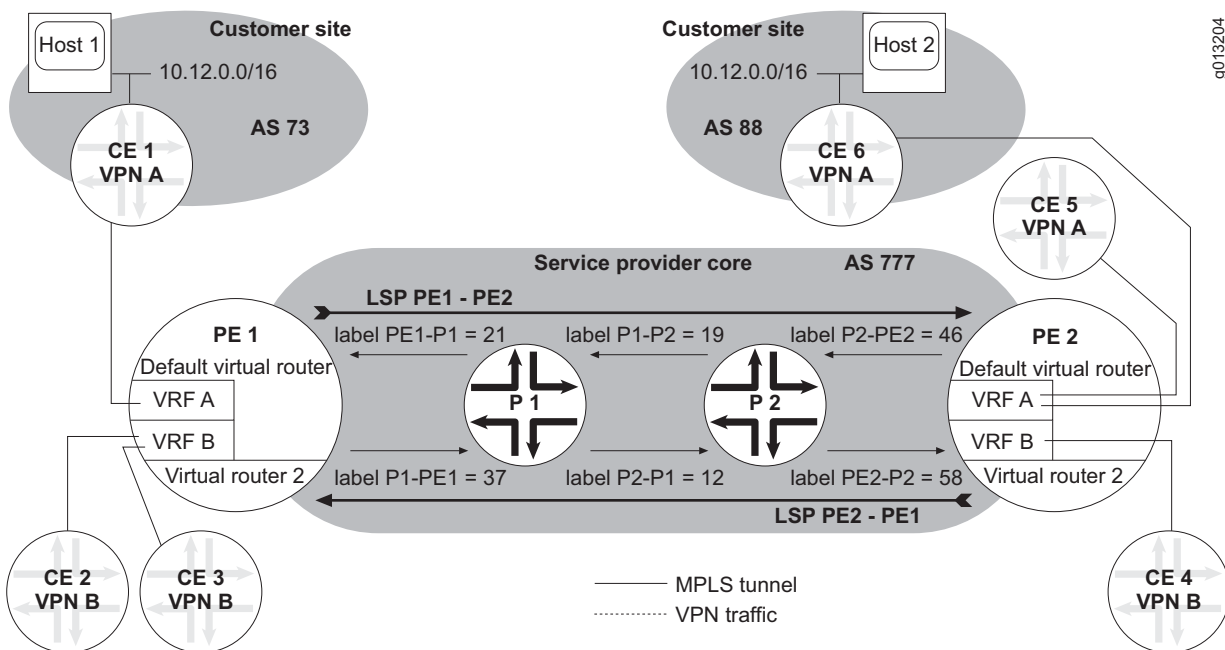 Customer site
Host 1
10.12.0.0/16
AS 73
CE 1
VPN A
Customer site
Host 2
10.12.0.0/16
AS 88
CE 6
VPN A
g013204
CE 5
VPN A
Service provider core
AS 777
LSP PE1 - PE2
PE 1
Default virtual router
VRF A
VRF B
Virtual router 2
label PE1-P1 = 21
label P1-P2 = 19
label P2-PE2 = 46
P 1
P 2
label P1-PE1 = 37
label P2-P1 = 12
label PE2-P2 = 58
LSP PE2 - PE1
PE 2
Default virtual router
VRF A
VRF B
Virtual router 2
CE 2
VPN B
CE 3
VPN B
MPLS tunnel
VPN traffic
CE 4
VPN B